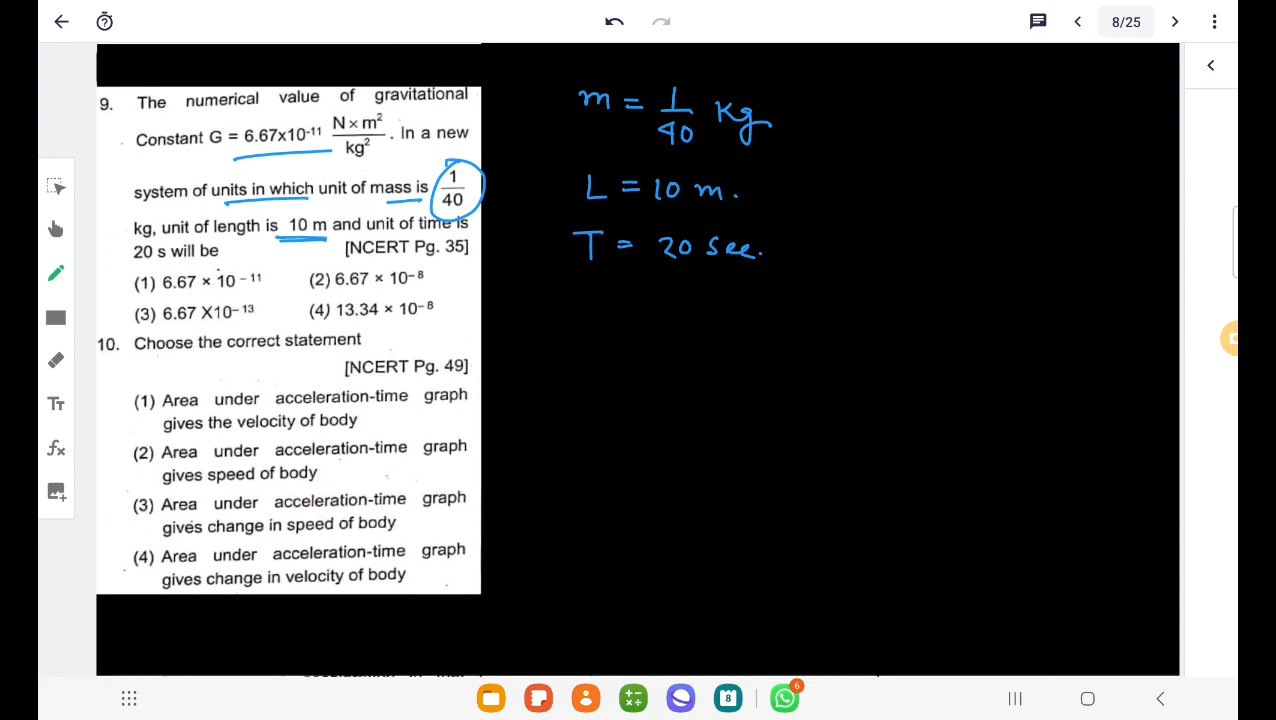 8/25
9. The numerical value of gravitational
Constant G = 6.67x10⁻¹¹ N × m² / kg² . In a new
system of units in which unit of mass is 1/40
kg, unit of length is 10 m and unit of time is
20 s will be [NCERT Pg. 35]
(1) 6.67 × 10⁻¹¹ (2) 6.67 × 10⁻⁸
(3) 6.67 X10⁻¹³ (4) 13.34 × 10⁻⁸
10. Choose the correct statement
[NCERT Pg. 49]
(1) Area under acceleration-time graph
gives the velocity of body
(2) Area under acceleration-time graph
gives speed of body
(3) Area under acceleration-time graph
gives change in speed of body
(4) Area under acceleration-time graph
gives change in velocity of body
m = 1/40 kg
L = 10 m.
T = 20 sec.
Tт
fx
8
6